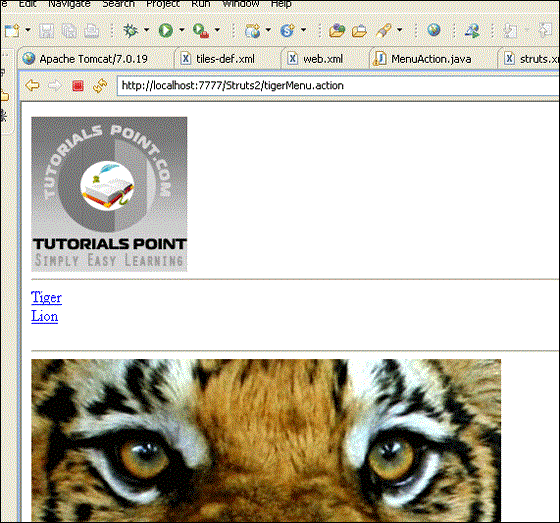 Edit Navigate Search Project Run Window Help
Apache Tomcat/7.0.19 tiles-def.xml web.xml MenuAction.java struts.x
http://localhost:7777/Struts2/tigerMenu.action
TUTORIALS POINT.COM
TUTORIALS POINT
SIMPLY EASY LEARNING
Tiger
Lion